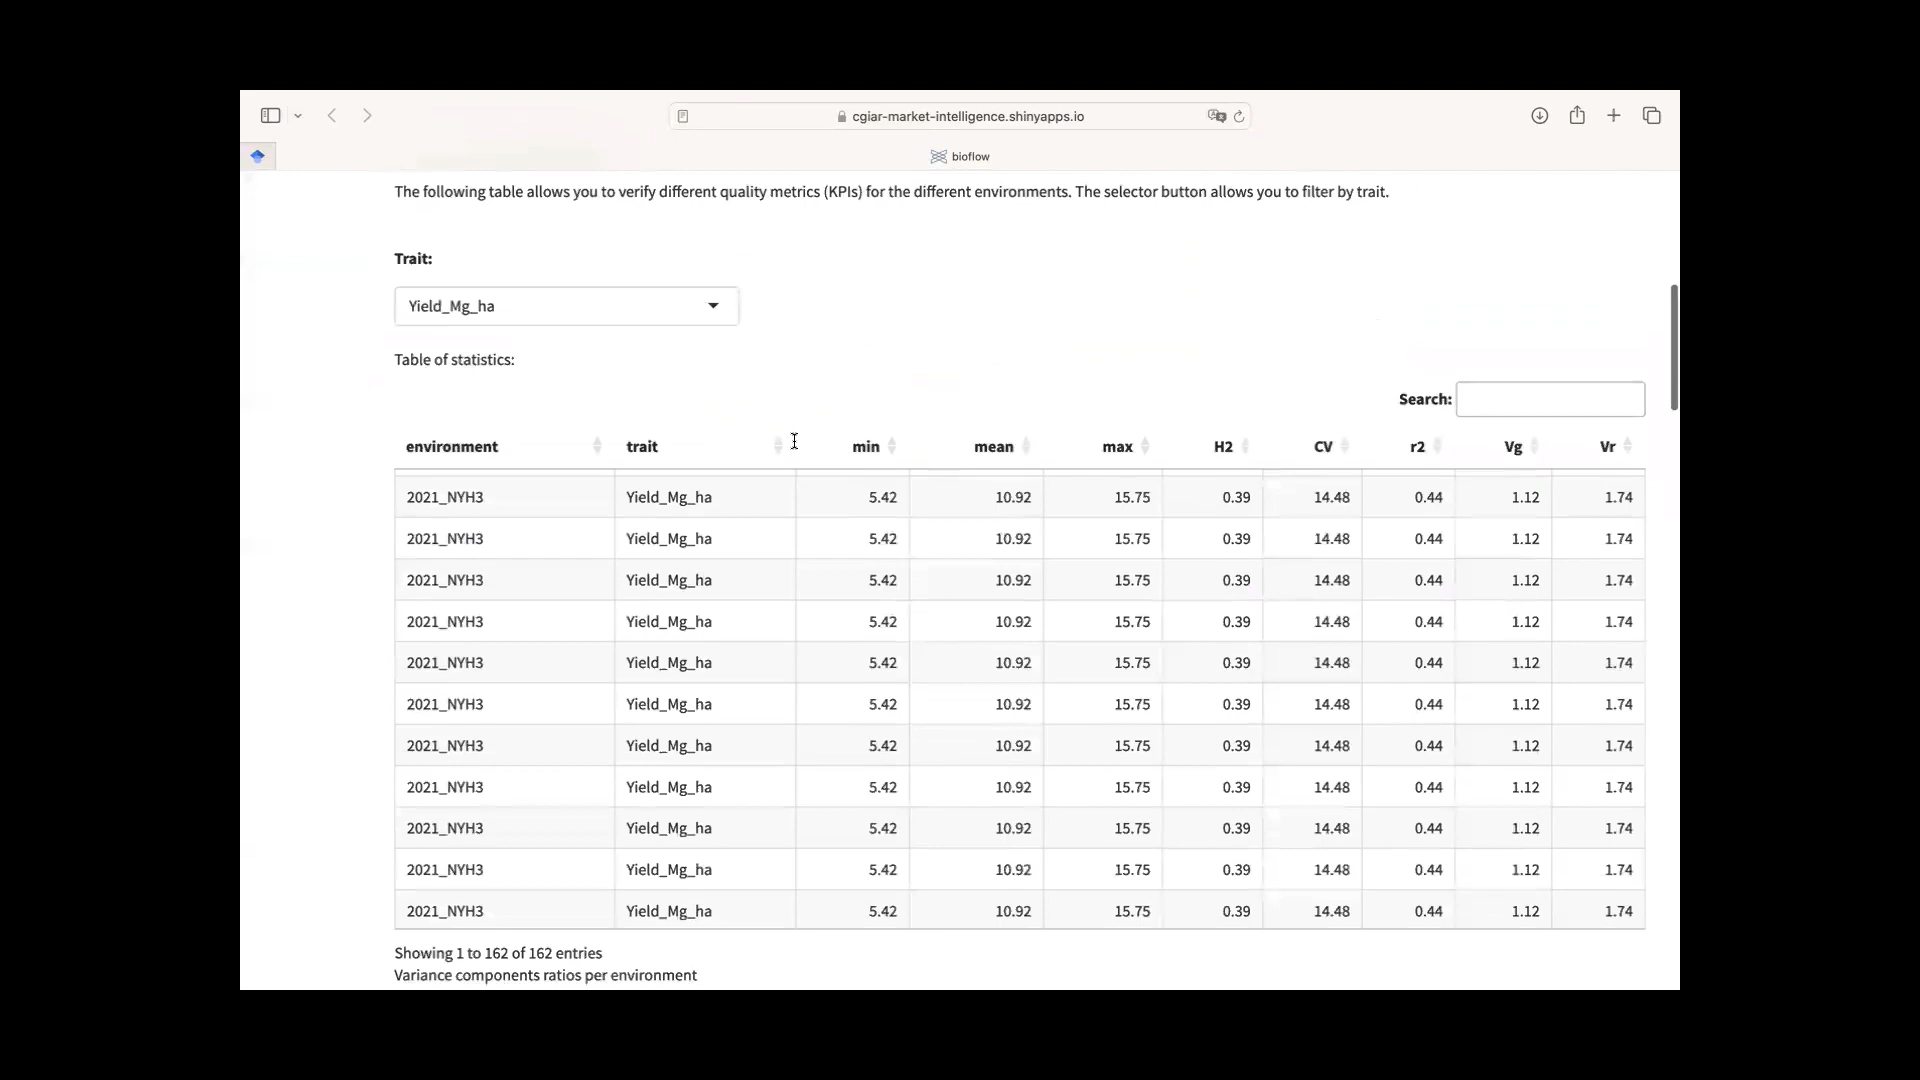 cgiar-market-intelligence.shinyapps.io
bioflow
The following table allows you to verify different quality metrics (KPIs) for the different environments. The selector button allows you to filter by trait.
Trait:
Yield_Mg_ha
Table of statistics:
Search:
environment trait min mean max H2 CV r2 Vg Vr
2021_NYH3 Yield_Mg_ha 5.42 10.92 15.75 0.39 14.48 0.44 1.12 1.74
2021_NYH3 Yield_Mg_ha 5.42 10.92 15.75 0.39 14.48 0.44 1.12 1.74
2021_NYH3 Yield_Mg_ha 5.42 10.92 15.75 0.39 14.48 0.44 1.12 1.74
2021_NYH3 Yield_Mg_ha 5.42 10.92 15.75 0.39 14.48 0.44 1.12 1.74
2021_NYH3 Yield_Mg_ha 5.42 10.92 15.75 0.39 14.48 0.44 1.12 1.74
2021_NYH3 Yield_Mg_ha 5.42 10.92 15.75 0.39 14.48 0.44 1.12 1.74
2021_NYH3 Yield_Mg_ha 5.42 10.92 15.75 0.39 14.48 0.44 1.12 1.74
2021_NYH3 Yield_Mg_ha 5.42 10.92 15.75 0.39 14.48 0.44 1.12 1.74
2021_NYH3 Yield_Mg_ha 5.42 10.92 15.75 0.39 14.48 0.44 1.12 1.74
2021_NYH3 Yield_Mg_ha 5.42 10.92 15.75 0.39 14.48 0.44 1.12 1.74
2021_NYH3 Yield_Mg_ha 5.42 10.92 15.75 0.39 14.48 0.44 1.12 1.74
Showing 1 to 162 of 162 entries
Variance components ratios per environment